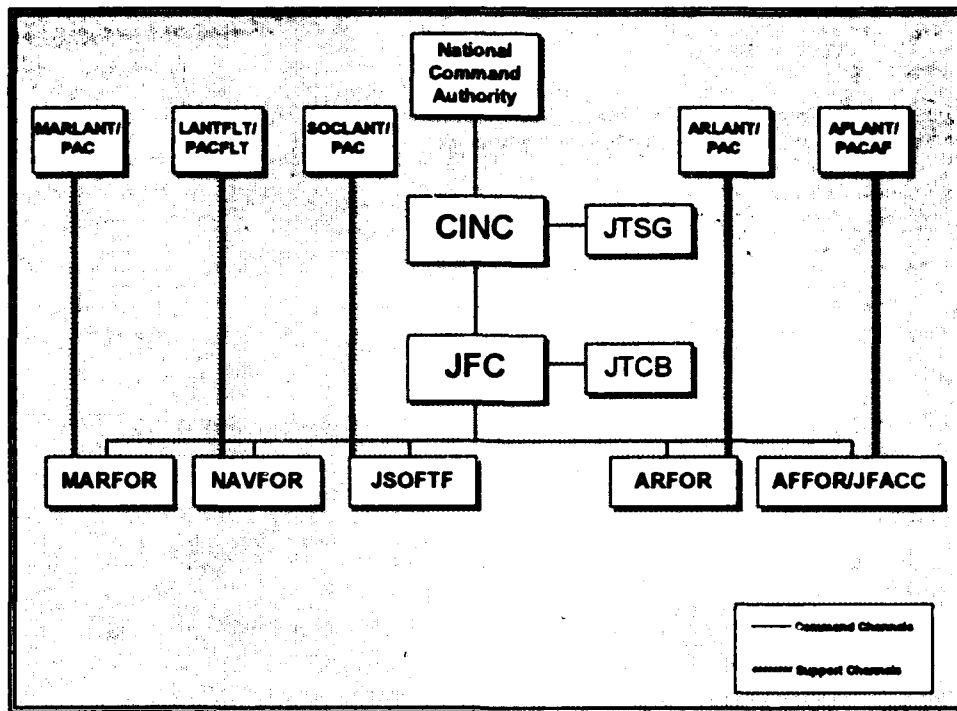 National
Command
Authority
MARLANT/
PAC
LANTFLT/
PACFLT
SOCLANT/
PAC
ARLANT/
PAC
APLANT/
PACAF
CINC
JTSG
JFC
JTCB
MARFOR
NAVFOR
JSOFTF
ARFOR
AFFOR/JFACC
Command Channels
Support Channels